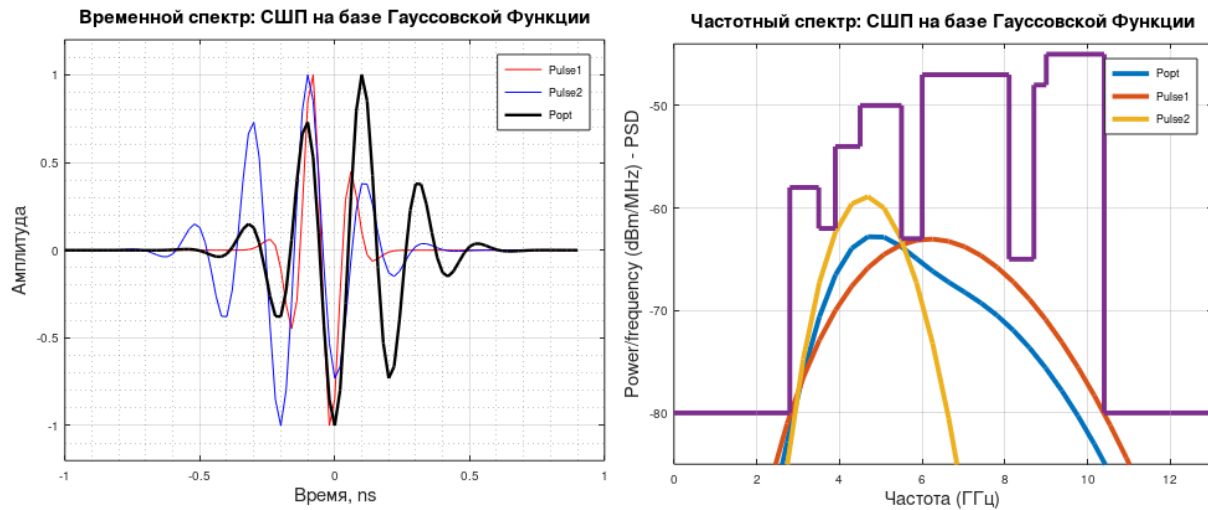 Временной спектр: СШП на базе Гауссовской Функции
1
0.5
0
-0.5
-1
Амплитуда
-1
-0.5
0
0.5
1
Время, ns
Pulse1
Pulse2
Popt
Частотный спектр: СШП на базе Гауссовской Функции
-50
-60
-70
-80
Power/frequency (dBm/MHz) - PSD
0
2
4
6
8
10
12
Частота (ГГц)
Popt
Pulse1
Pulse2